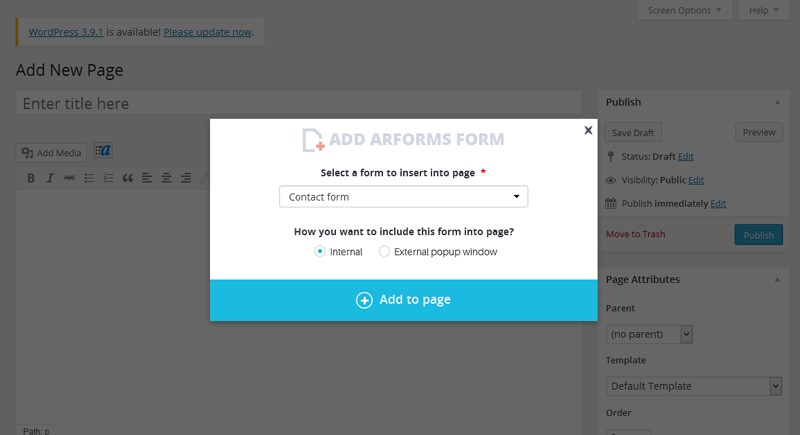 Screen Options
Help
WordPress 3.9.1 is available! Please update now.
Add New Page
Enter title here
Add Media
B I ABC
ADD ARFORMS FORM
Select a form to insert into page *
Contact form
How you want to include this form into page?
Internal
External popup window
Add to page
Path: p
Publish
Save Draft
Preview
Status: Draft Edit
Visibility: Public Edit
Publish immediately Edit
Move to Trash
Publish
Page Attributes
Parent
(no parent)
Template
Default Template
Order